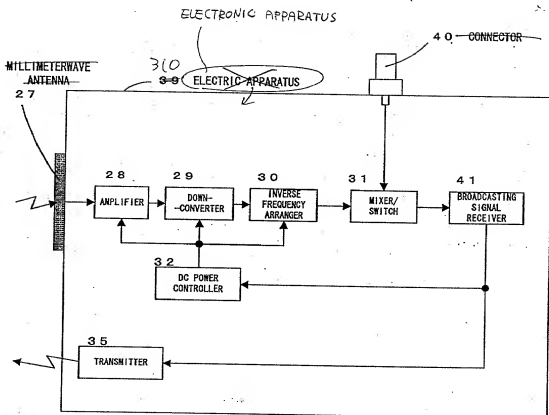 ELECTRONIC APPARATUS
40 CONNECTOR
310
39 ELECTRIC APPARATUS
MILLIMETERWAVE
ANTENNA
27
28
AMPLIFIER
29
DOWN-
-CONVERTER
30
INVERSE
FREQUENCY
ARRANGER
31
MIXER/
SWITCH
41
BROADCASTING
SIGNAL
RECEIVER
32
DC POWER
CONTROLLER
35
TRANSMITTER